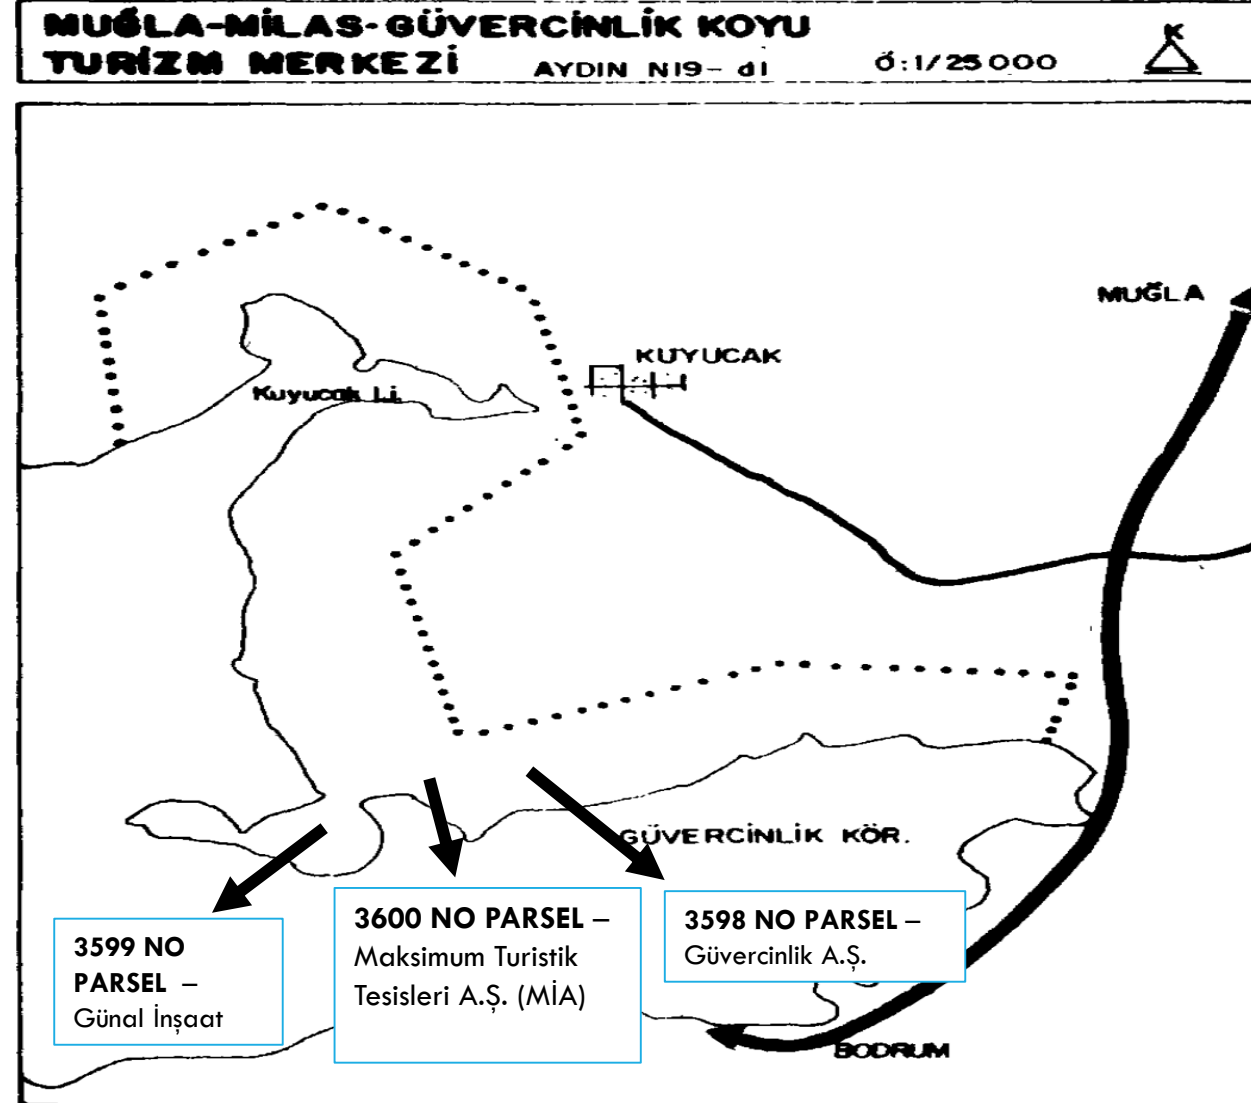 MUĞLA-MİLAS-GÜVERCİNLİK KOYU
TURİZM MERKEZİ AYDIN N19-d1 Ö:1/25000
K
MUĞLA
KUYUCAK
Kuyucak Li.
GÜVERCİNLİK KÖR.
3599 NO
PARSEL –
Günal İnşaat
3600 NO PARSEL –
Maksimum Turistik
Tesisleri A.Ş. (MİA)
3598 NO PARSEL –
Güvercinlik A.Ş.
BODRUM